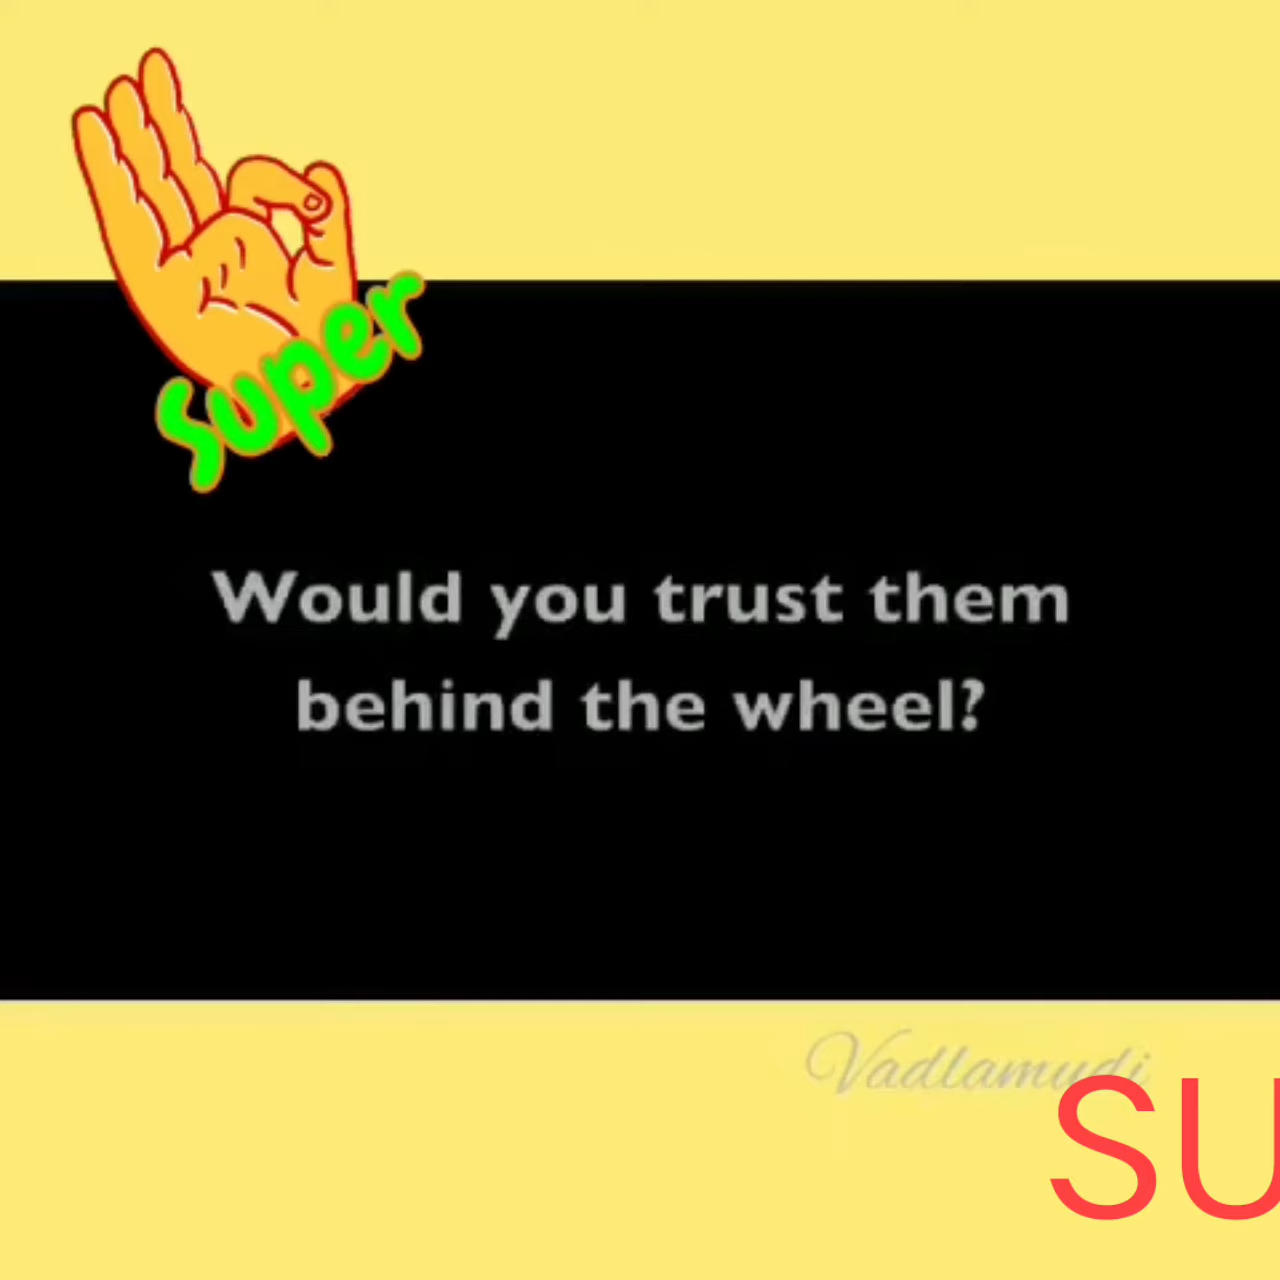 super
Would you trust them
behind the wheel?
Vadlamudi
SU